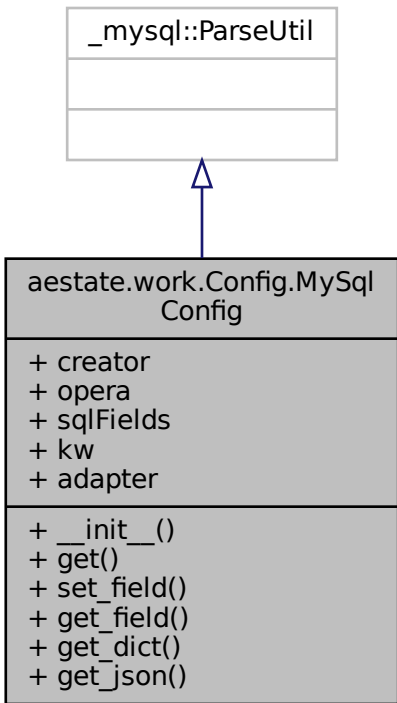 _mysql::ParseUtil
aestate.work.Config.MySql
Config
+ creator
+ opera
+ sqlFields
+ kw
+ adapter
+ __init__()
+ get()
+ set_field()
+ get_field()
+ get_dict()
+ get_json()